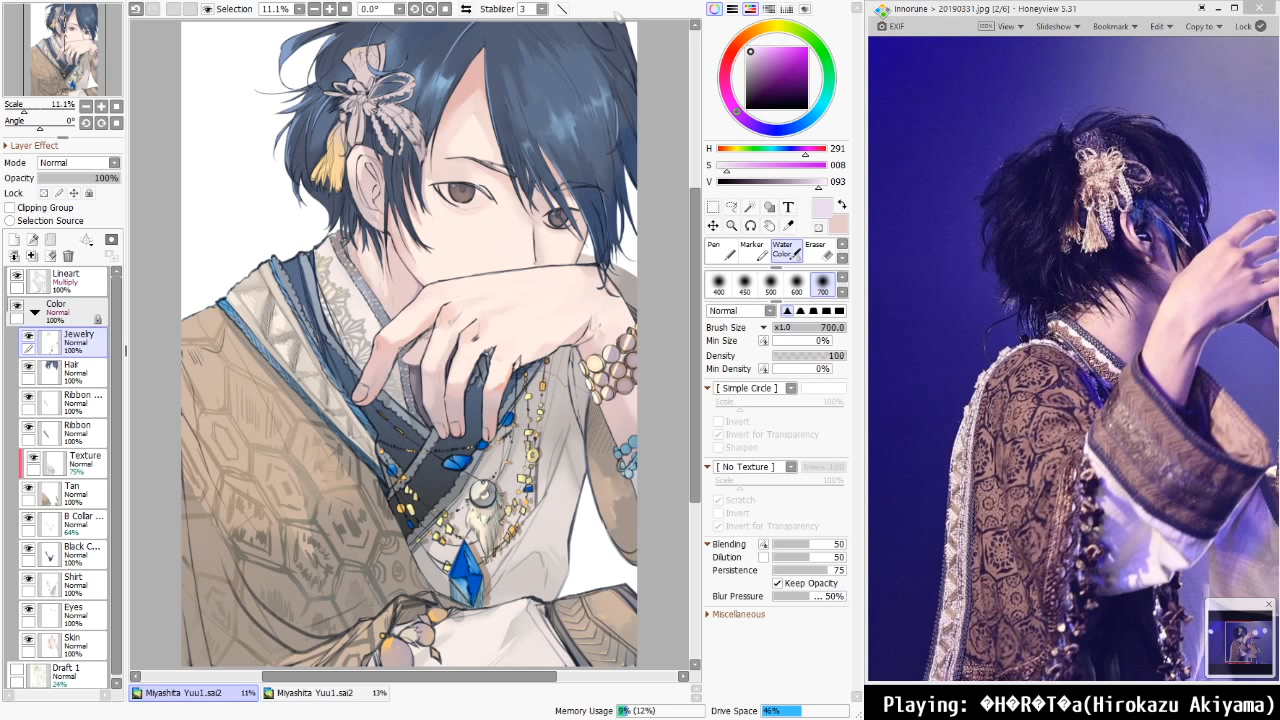 Selection 11.1% 0.0° Stabilizer 3
Inorune > 20190331.jpg [2/6] - Honeyview 5.31
EXIF IDX View Slideshow Bookmark Edit Copy to Lock
Scale 11.1%
Angle 0°
Layer Effect
Mode Normal
Opacity 100%
Lock
Clipping Group
Selection Source
Lineart
Multiply
100%
Color
Normal
100%
Jewelry
Normal
100%
Hair
Normal
100%
Ribbon ...
Normal
100%
Ribbon
Normal
100%
Texture
Normal
75%
Tan
Normal
100%
B Collar ...
Normal
64%
Black C...
Normal
100%
Shirt
Normal
100%
Eyes
Normal
100%
Skin
Normal
100%
Draft 1
24%
H 291
S 008
V 093
T
Pen Marker Water Color Eraser
400 450 500 600 700
Normal
Brush Size x1.0 700.0
Min Size 0%
Density 100
Min Density 0%
[ Simple Circle ]
Scale 100%
Invert
Invert for Transparency
Sharpen
[ No Texture ]
Scale 100%
Scratch
Invert
Invert for Transparency
Blending 50
Dilution 50
Persistence 75
Keep Opacity
Blur Pressure ... 50%
Miscellaneous
Miyashita Yuu1.sai2 11% Miyashita Yuu1.sai2 13%
Memory Usage 9% (12%) Drive Space 46%
Playing: �H�R�T�a(Hirokazu Akiyama)